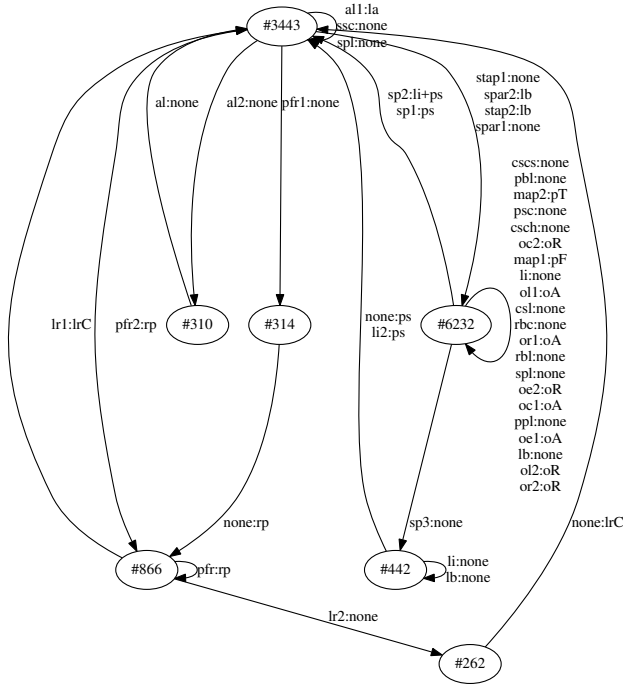 #3443
al1:la
ssc:none
spl:none
al:none
al2:none
pfr1:none
sp2:li+ps
sp1:ps
stap1:none
spar2:lb
stap2:lb
spar1:none
cscs:none
pbl:none
map2:pT
psc:none
csch:none
oc2:oR
map1:pF
li:none
ol1:oA
csl:none
rbc:none
or1:oA
rbl:none
spl:none
oe2:oR
oc1:oA
ppl:none
oe1:oA
lb:none
ol2:oR
or2:oR
lr1:lrC
pfr2:rp
#310
#314
none:ps
li2:ps
#6232
none:rp
sp3:none
none:lrC
#866
pfr:rp
#442
li:none
lb:none
lr2:none
#262